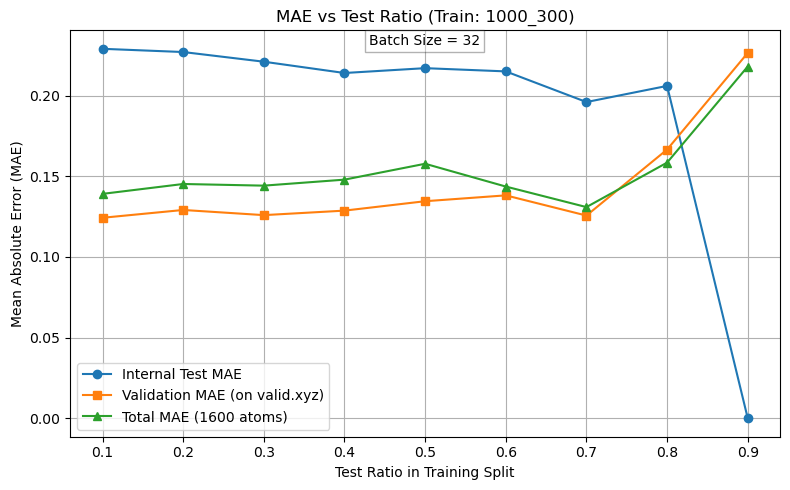 MAE vs Test Ratio (Train: 1000_300)
Batch Size = 32
Mean Absolute Error (MAE)
0.20
0.15
0.10
0.05
0.00
Internal Test MAE
Validation MAE (on valid.xyz)
Total MAE (1600 atoms)
0.1 0.2 0.3 0.4 0.5 0.6 0.7 0.8 0.9
Test Ratio in Training Split